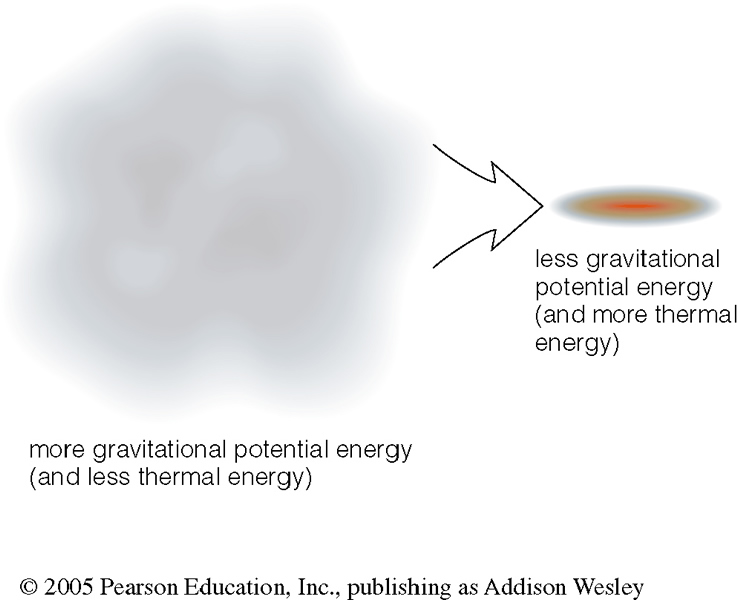 less gravitational
potential energy
(and more thermal
energy)
more gravitational potential energy
(and less thermal energy)
© 2005 Pearson Education, Inc., publishing as Addison Wesley